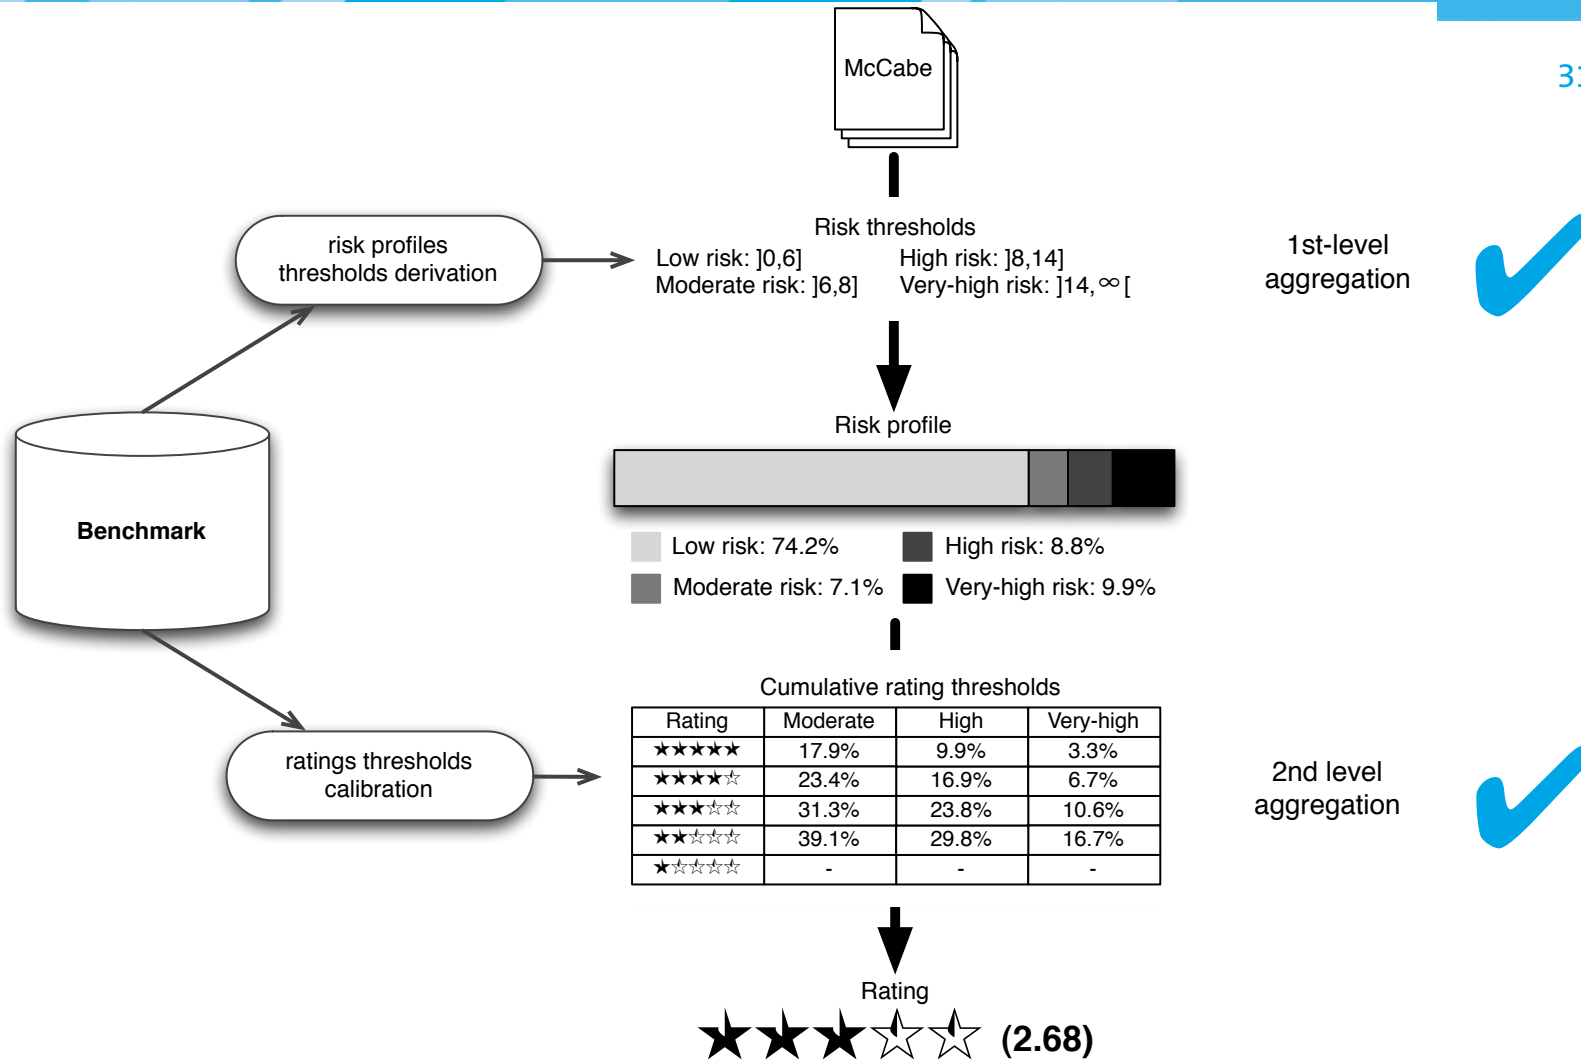 McCabe
Risk thresholds
Low risk: ]0,6]
High risk: ]8,14]
Moderate risk: ]6,8]
Very-high risk: ]14,∞[
risk profiles
thresholds derivation
1st-level
aggregation
Risk profile
Benchmark
Low risk: 74.2%
High risk: 8.8%
Moderate risk: 7.1%
Very-high risk: 9.9%
Cumulative rating thresholds
Rating Moderate High Very-high
★★★★★ 17.9% 9.9% 3.3%
★★★★☆ 23.4% 16.9% 6.7%
★★★☆☆ 31.3% 23.8% 10.6%
★★☆☆☆ 39.1% 29.8% 16.7%
★☆☆☆☆ - - -
ratings thresholds
calibration
2nd level
aggregation
Rating
★★★☆☆ (2.68)